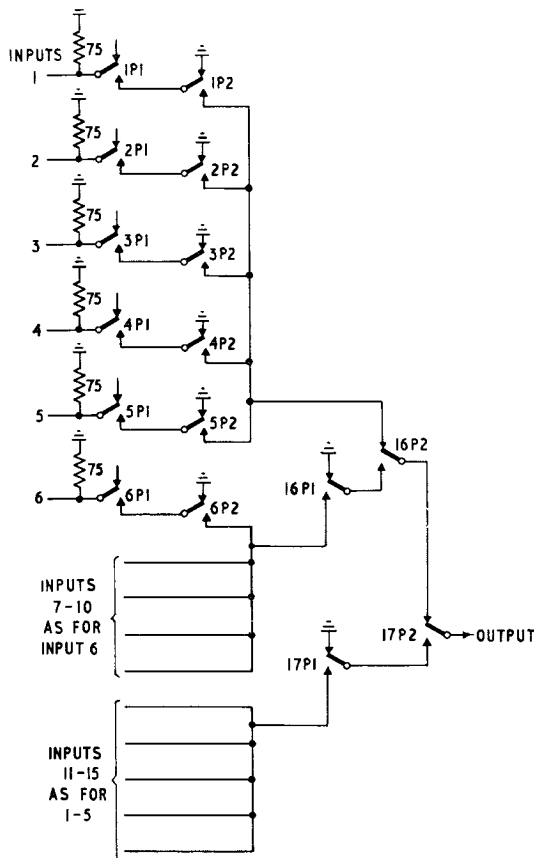 INPUTS
75
1
1P1
1P2
75
2
2P1
2P2
75
3
3P1
3P2
75
4
4P1
4P2
75
5
5P1
5P2
75
6
6P1
6P2
16P1
16P2
INPUTS
7-10
AS FOR
INPUT 6
17P1
17P2
OUTPUT
INPUTS
11-15
AS FOR
1-5